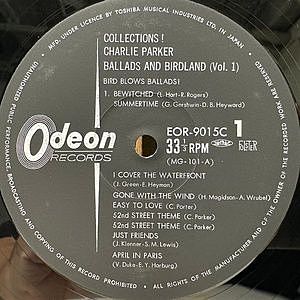 MFD. UNDER LICENCE BY TOSHIBA MUSICAL INDUSTRIES LTD. IN JAPAN
COLLECTIONS!
CHARLIE PARKER
BALLADS AND BIRDLAND (Vol. 1)
BIRD BLOWS BALLADS!
1. BEWITCHED (L. Hart-R. Rogers)
SUMMERTIME (G. Gershwin-D. B. Heyward)
Odeon
RECORDS
EOR-9015C 1
33⅓ RPM
(MG-101-A)
I COVER THE WATERFRONT
(J. Green-E. Heyman)
GONE WITH THE WIND (H. Magidson-A. Wrubel)
EASY TO LOVE (C. Porter)
52nd STREET THEME (C. Parker)
52nd STREET THEME (C. Parker)
JUST FRIENDS
(J. Klenner-S. M. Lewis)
APRIL IN PARIS
(V. Duke-E. Y. Harburg)
ALL RIGHTS OF THE MANUFACTURER AND OF THE OWNER OF THE RECORDED WORK RESERVED
UNAUTHORISED PUBLIC PERFORMANCE, BROADCASTING AND COPYING OF THIS RECORD PROHIBITED